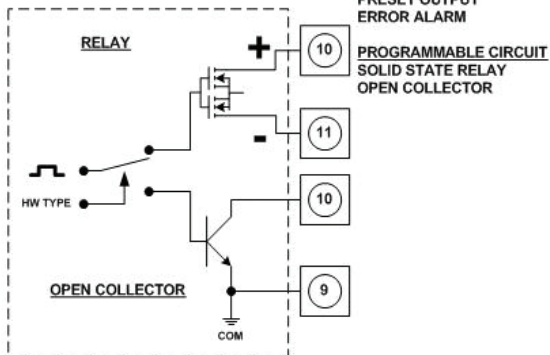 PRESET OUTPUT
ERROR ALARM
RELAY
+
10
PROGRAMMABLE CIRCUIT
SOLID STATE RELAY
OPEN COLLECTOR
-
11
10
HW TYPE
OPEN COLLECTOR
9
COM